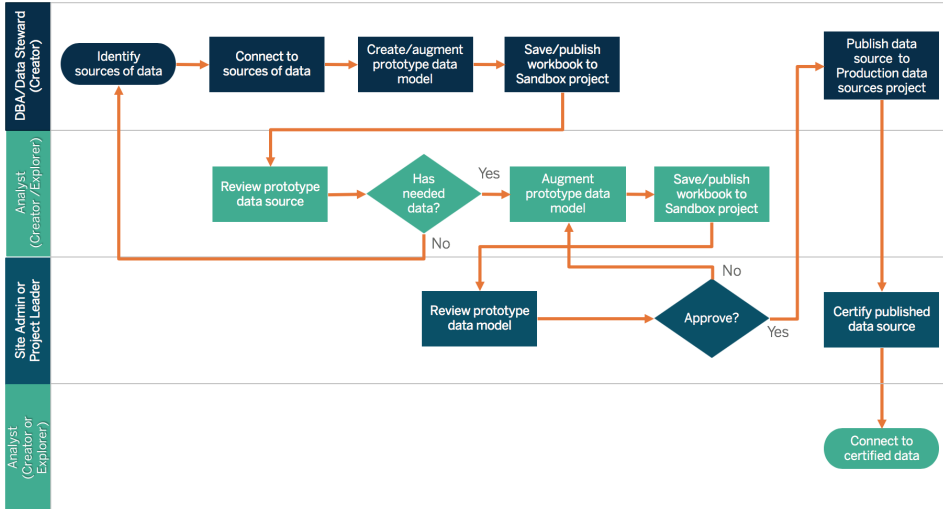 DBA/Data Steward
(Creator)
Identify
sources of data
Connect to
sources of data
Create/augment
prototype data
model
Save/publish
workbook to
Sandbox project
Publish data
source to
Production data
sources project
Analyst
(Creator /Explorer)
Review prototype
data source
Has
needed
data?
Yes
No
Augment
prototype data
model
Save/publish
workbook to
Sandbox project
Site Admin or
Project Leader
Review prototype
data model
Approve?
No
Yes
Certify published
data source
Analyst
(Creator or
Explorer)
Connect to
certified data